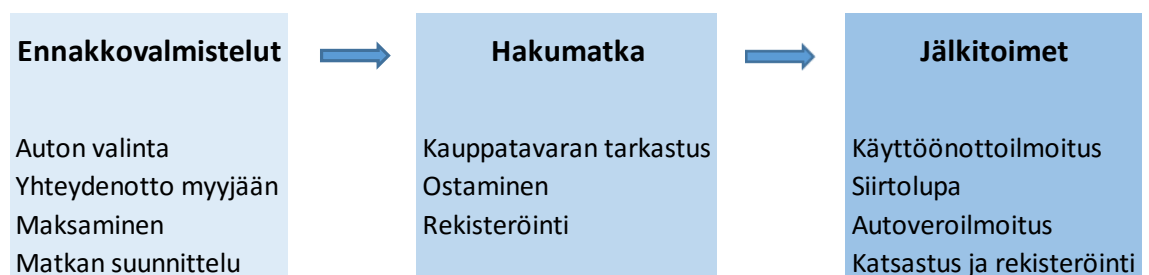 Ennakkovalmistelut
Auton valinta
Yhteydenotto myyjään
Maksaminen
Matkan suunnittelu
Hakumatka
Kauppatavaran tarkastus
Ostaminen
Rekisteröinti
Jälkitoimet
Käyttöönottoilmoitus
Siirtolupa
Autoveroilmoitus
Katsastus ja rekisteröinti